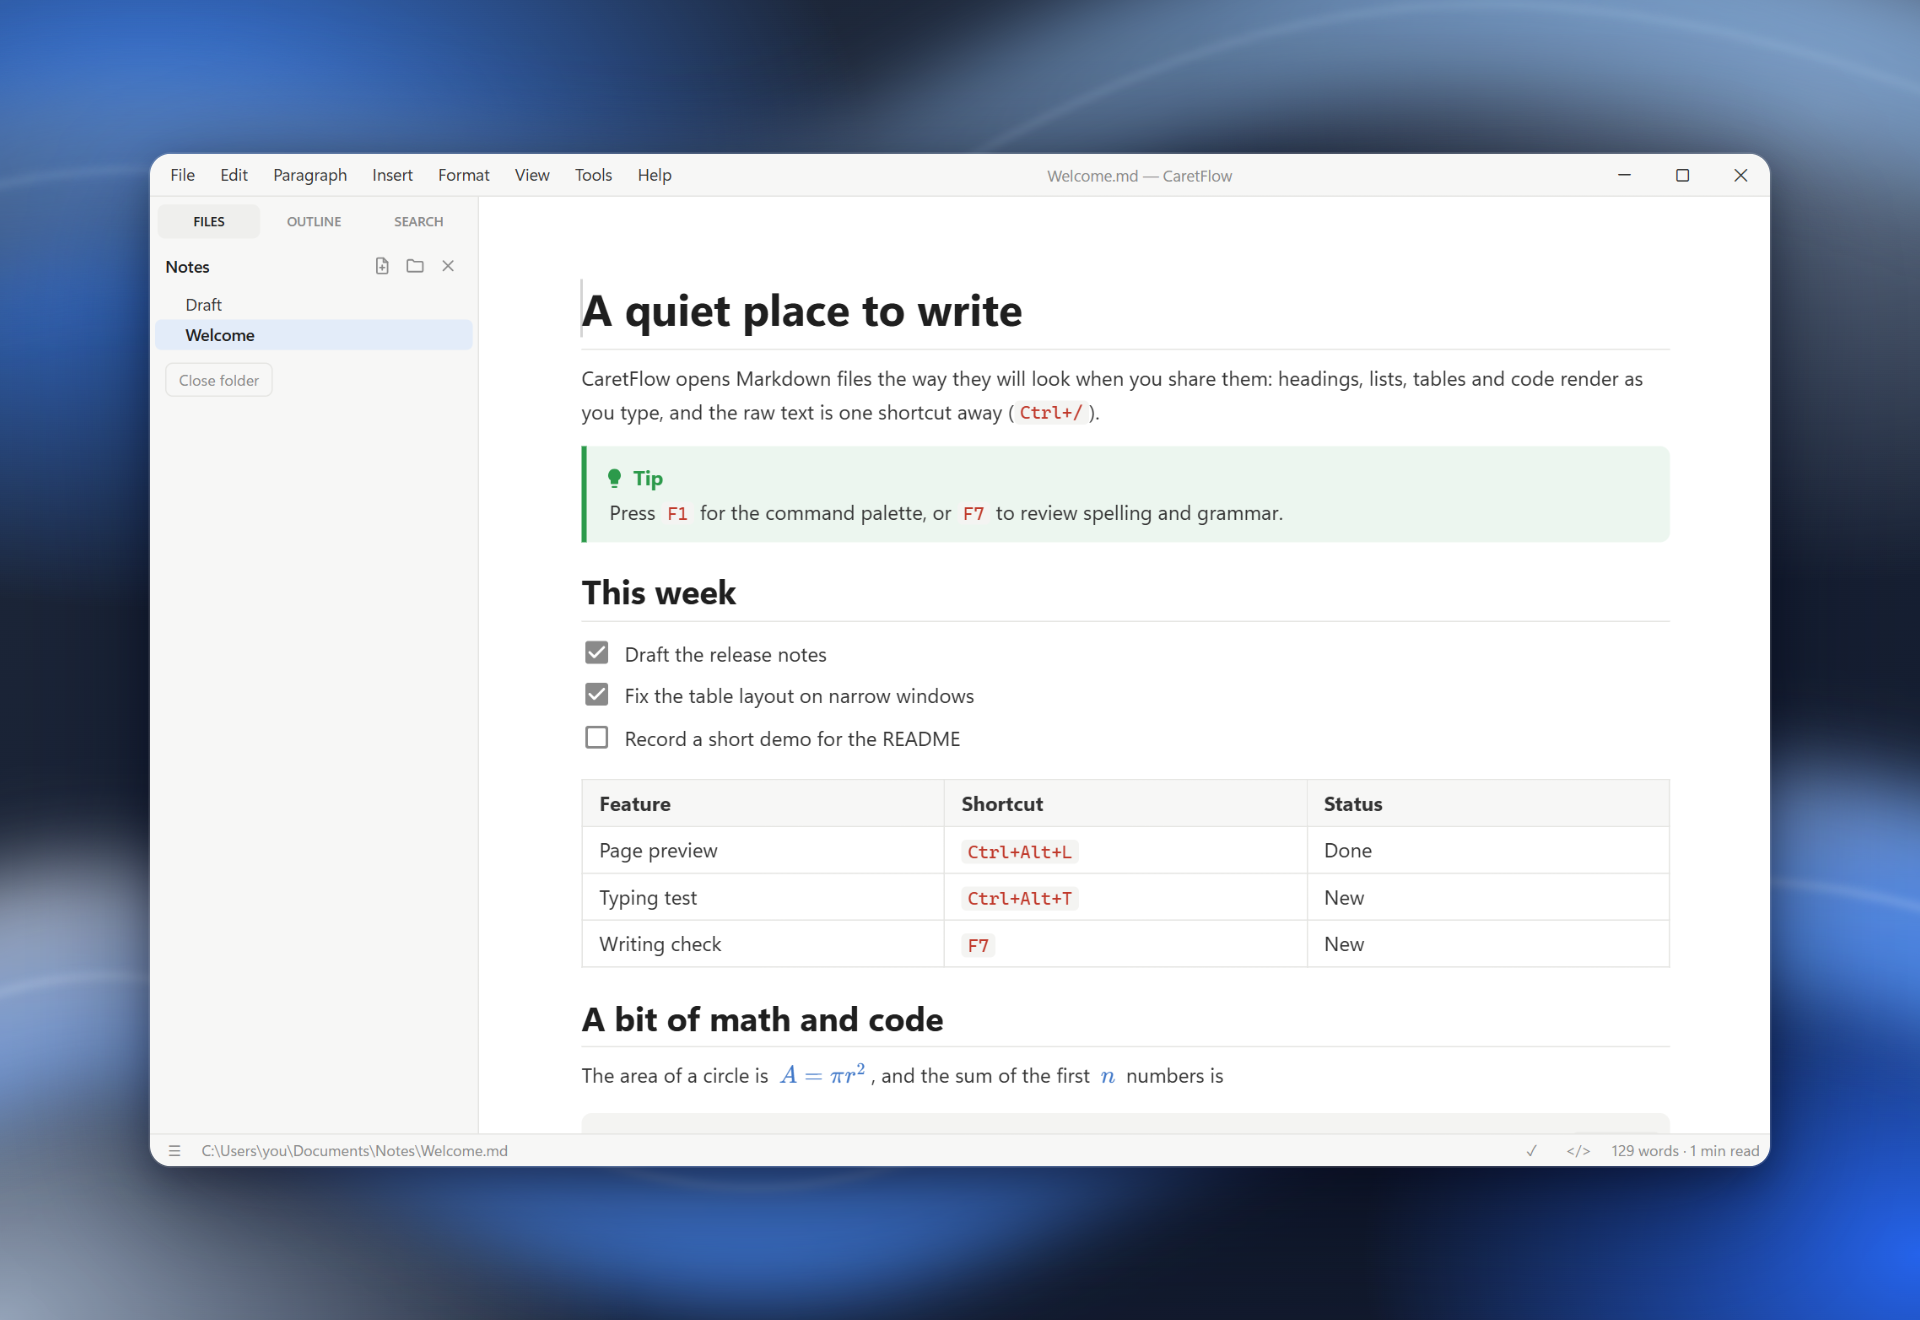 File Edit Paragraph Insert Format View Tools Help Welcome.md — CaretFlow
FILES OUTLINE SEARCH
Notes
Draft
Welcome
Close folder
A quiet place to write
CaretFlow opens Markdown files the way they will look when you share them: headings, lists, tables and code render as
you type, and the raw text is one shortcut away ( Ctrl+/ ).
Tip
Press F1 for the command palette, or F7 to review spelling and grammar.
This week
Draft the release notes
Fix the table layout on narrow windows
Record a short demo for the README
Feature Shortcut Status
Page preview Ctrl+Alt+L Done
Typing test Ctrl+Alt+T New
Writing check F7 New
A bit of math and code
The area of a circle is A = πr² , and the sum of the first n numbers is
C:\Users\you\Documents\Notes\Welcome.md </> 129 words · 1 min read